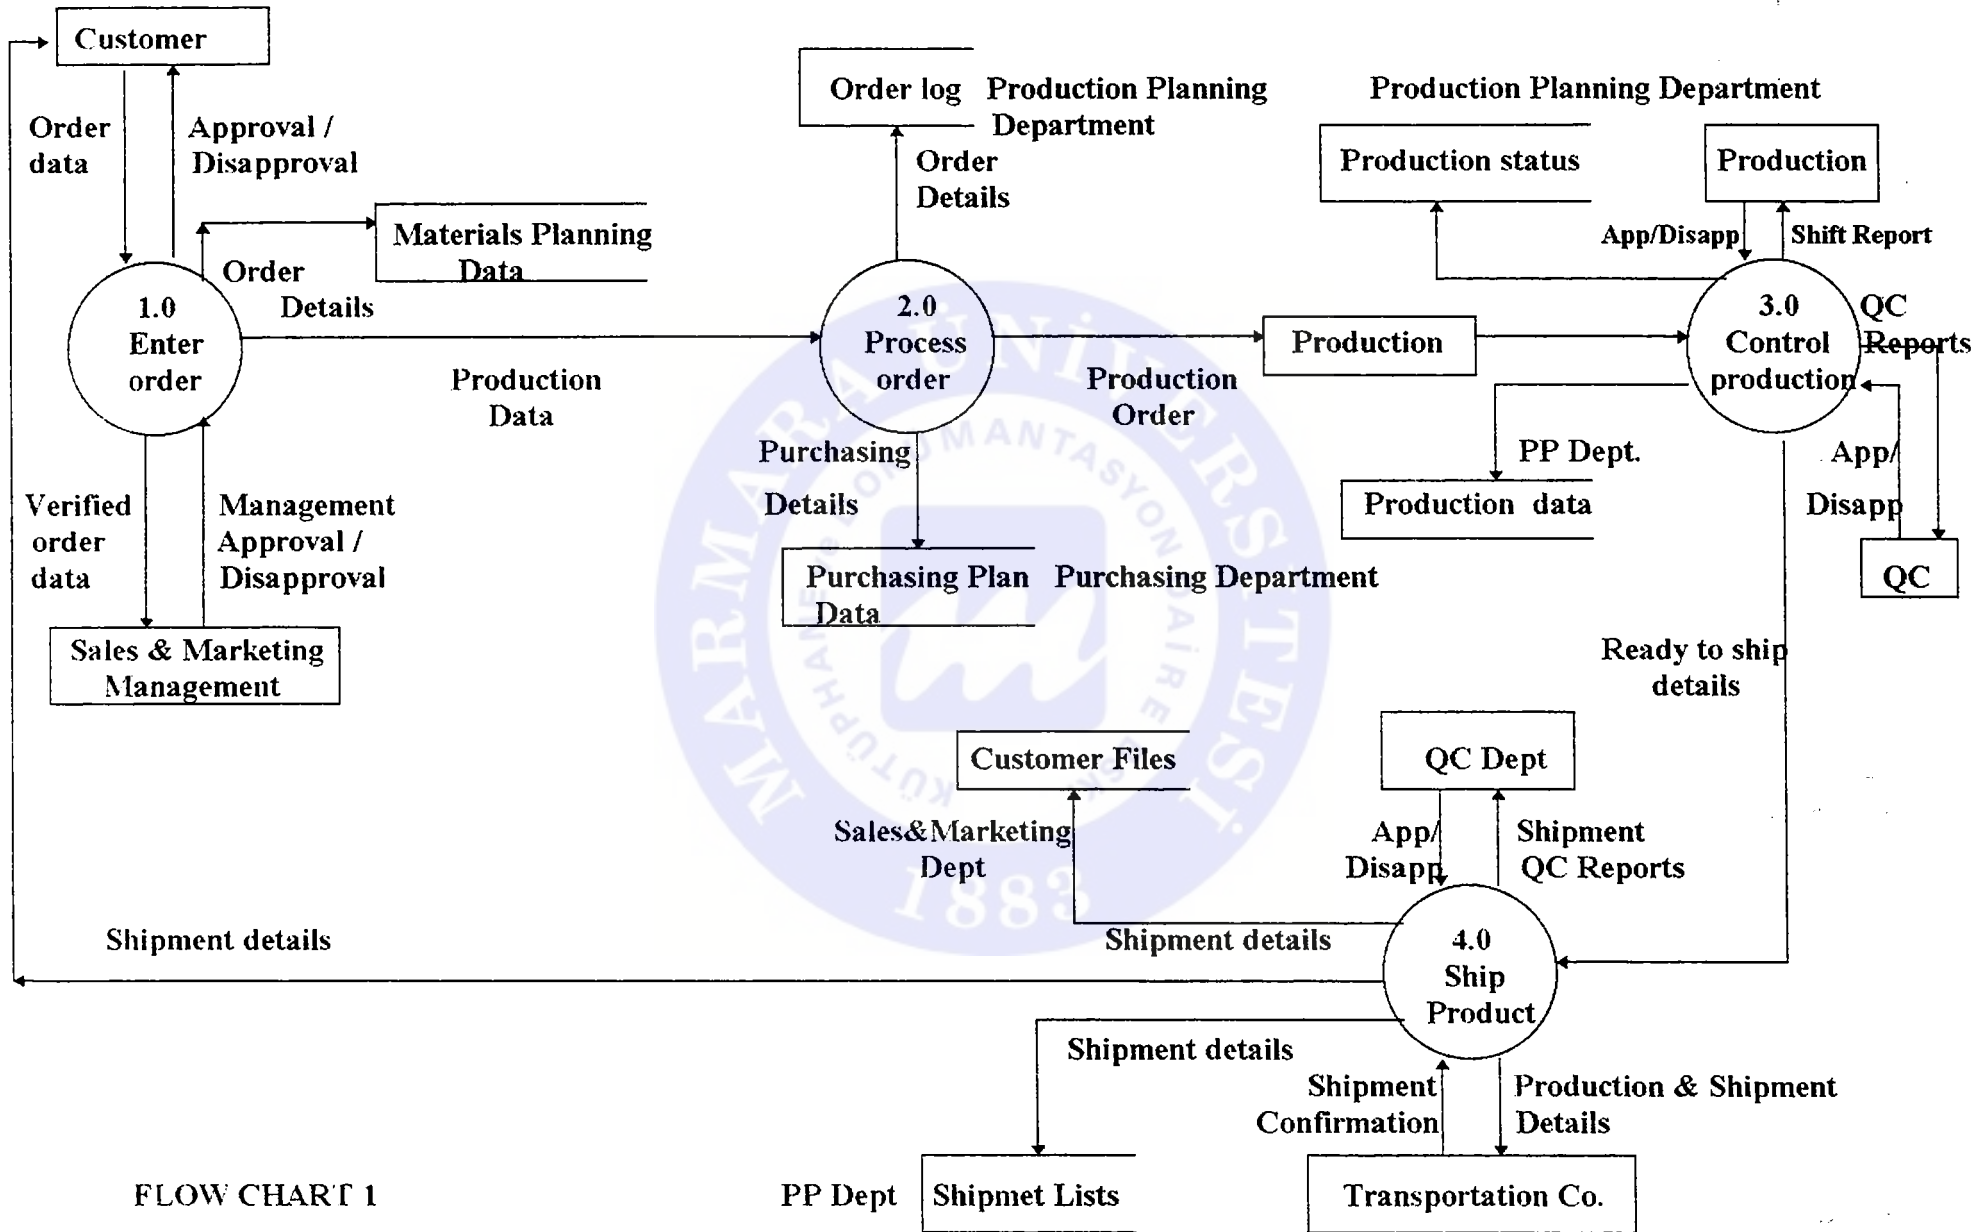 Customer
Order
data
Approval /
Disapproval
Order log
Production Planning
Department
Order
Details
Production Planning Department
Production status
Production
App/Disapp
Shift Report
Materials Planning
Data
Order
Details
1.0
Enter
order
Production
Data
2.0
Process
order
Production
Order
Production
3.0
Control
production
QC
Reports
PP Dept.
Production data
App/
Disapp
QC
Purchasing
Details
Purchasing Plan
Data
Purchasing Department
Verified
order
data
Management
Approval /
Disapproval
Sales & Marketing
Management
Ready to ship
details
Customer Files
Sales&Marketing
Dept
QC Dept
App/
Disapp
Shipment
QC Reports
Shipment details
Shipment details
4.0
Ship
Product
Shipment details
Shipment
Confirmation
Production & Shipment
Details
FLOW CHART 1
PP Dept
Shipmet Lists
Transportation Co.
MARMARA ÜNİVERSİTESİ
1883